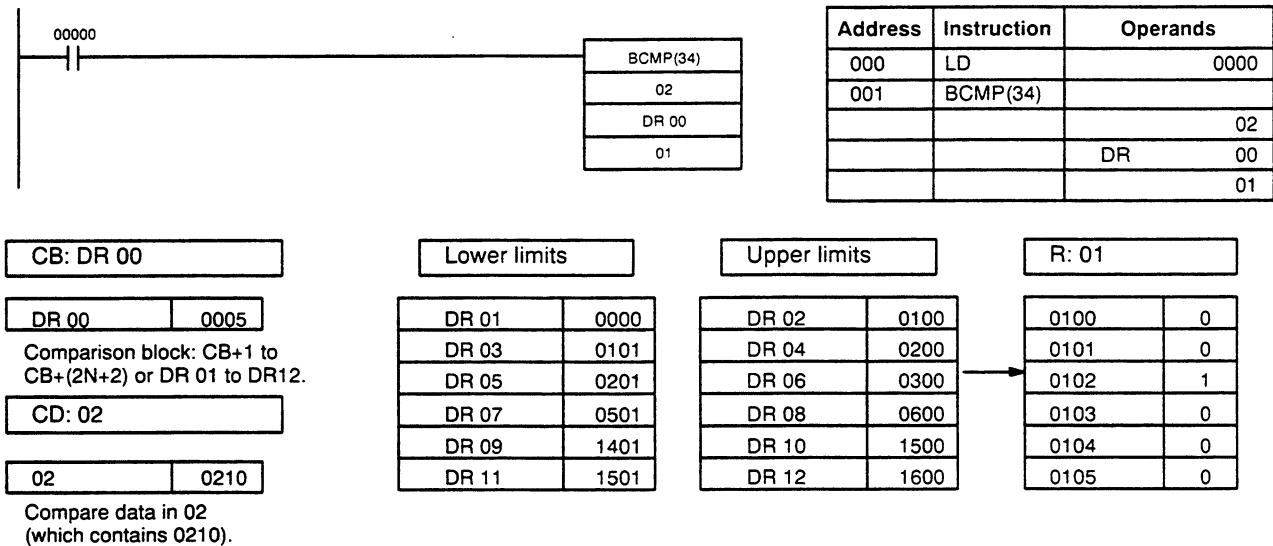 00000
BCMP(34)
02
DR 00
01
Address Instruction Operands
000 LD 0000
001 BCMP(34)
02
DR 00
01
CB: DR 00
DR 00 0005
Comparison block: CB+1 to
CB+(2N+2) or DR 01 to DR12.
CD: 02
02 0210
Compare data in 02
(which contains 0210).
Lower limits
DR 01 0000
DR 03 0101
DR 05 0201
DR 07 0501
DR 09 1401
DR 11 1501
Upper limits
DR 02 0100
DR 04 0200
DR 06 0300
DR 08 0600
DR 10 1500
DR 12 1600
R: 01
0100 0
0101 0
0102 1
0103 0
0104 0
0105 0